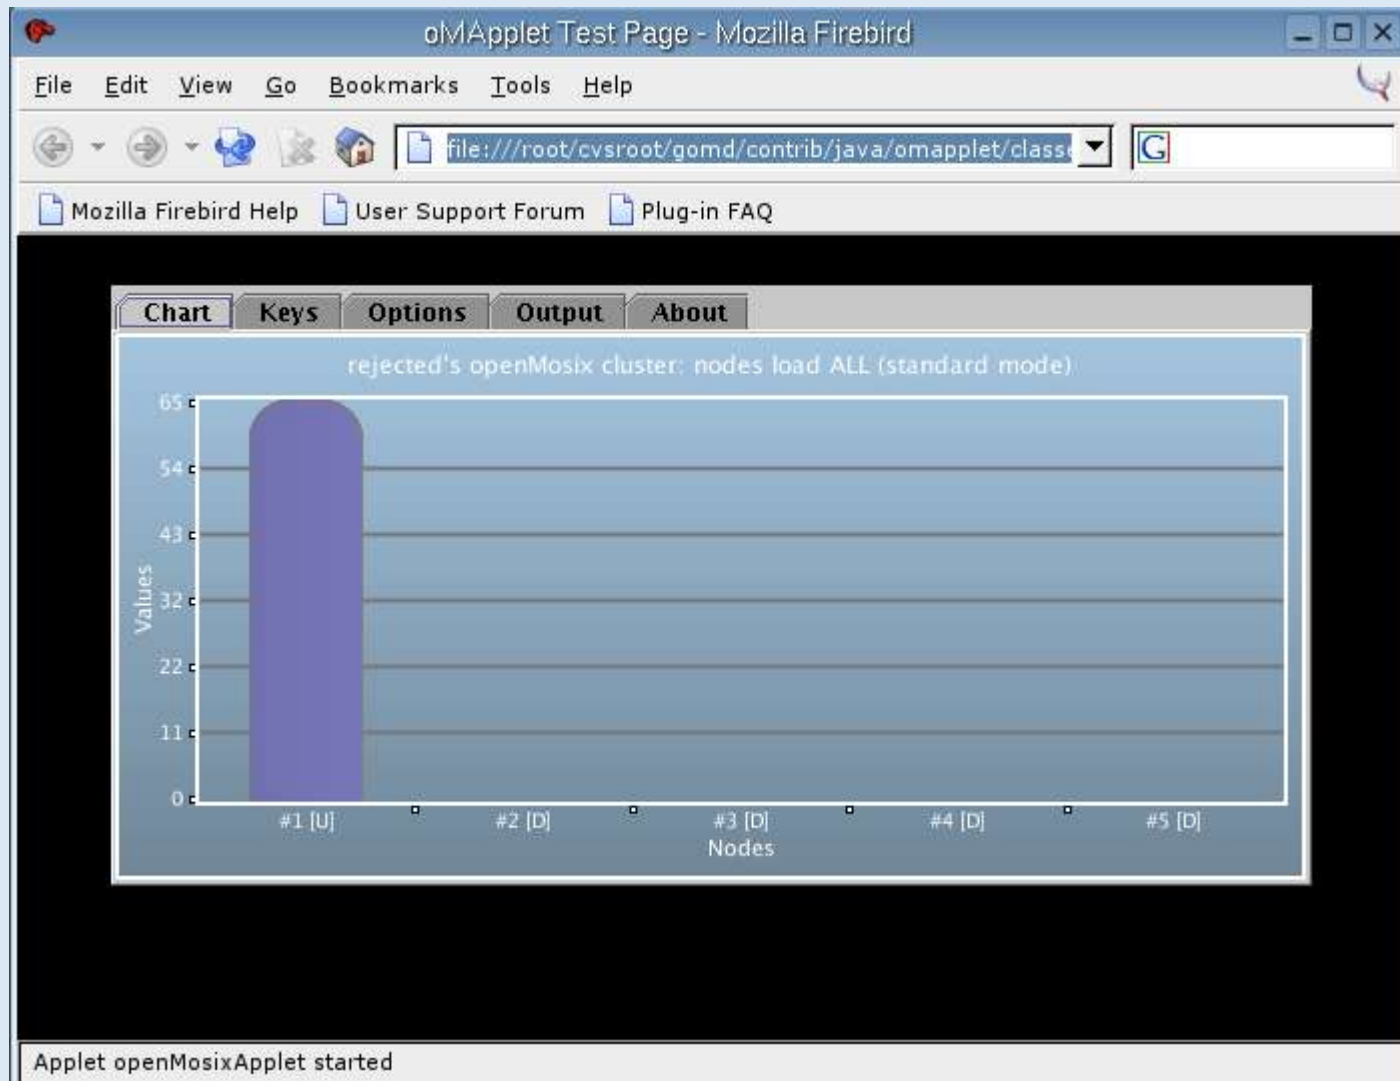 oMApplet Test Page - Mozilla Firebird
File Edit View Go Bookmarks Tools Help
file:///root/cvsroot/gomd/contrib/java/omapplet/classe G
Mozilla Firebird Help User Support Forum Plug-in FAQ
Chart Keys Options Output About
rejected's openMosix cluster: nodes load ALL (standard mode)
65
54
43
32
22
11
0
Values
#1 [U] #2 [D] #3 [D] #4 [D] #5 [D]
Nodes
Applet openMosixApplet started